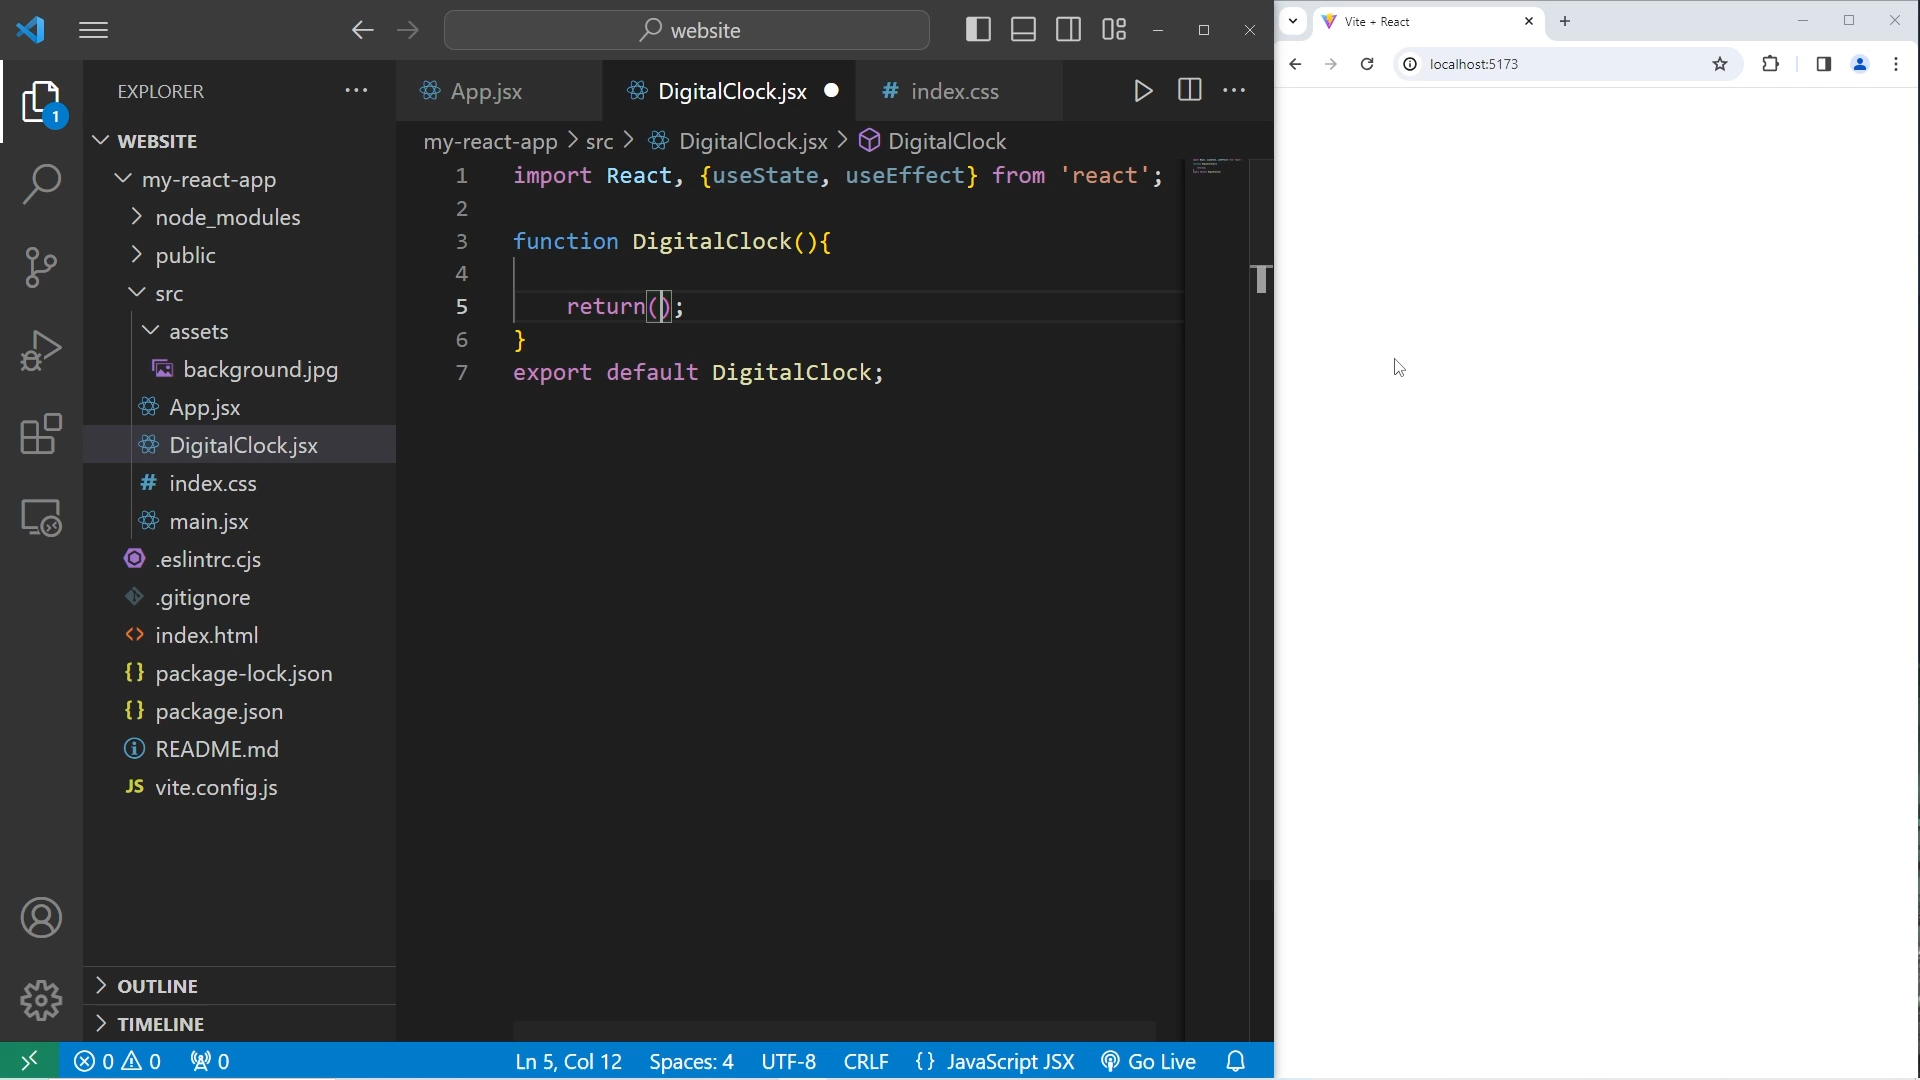 website
Vite + React
localhost:5173
1
EXPLORER
WEBSITE
my-react-app
node_modules
public
src
assets
background.jpg
App.jsx
DigitalClock.jsx
index.css
main.jsx
.eslintrc.cjs
.gitignore
index.html
package-lock.json
package.json
README.md
vite.config.js
OUTLINE
TIMELINE
App.jsx
DigitalClock.jsx
index.css
my-react-app > src > DigitalClock.jsx > DigitalClock
1 import React, {useState, useEffect} from 'react';
2
3 function DigitalClock(){
4
5 return();
6 }
7 export default DigitalClock;
0 0 0 Ln 5, Col 12 Spaces: 4 UTF-8 CRLF {} JavaScript JSX Go Live